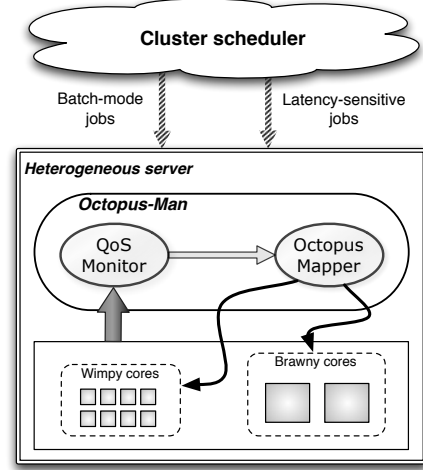 Cluster scheduler
Batch-mode
jobs
Latency-sensitive
jobs
Heterogeneous server
Octopus-Man
QoS
Monitor
Octopus
Mapper
Wimpy cores
Brawny cores